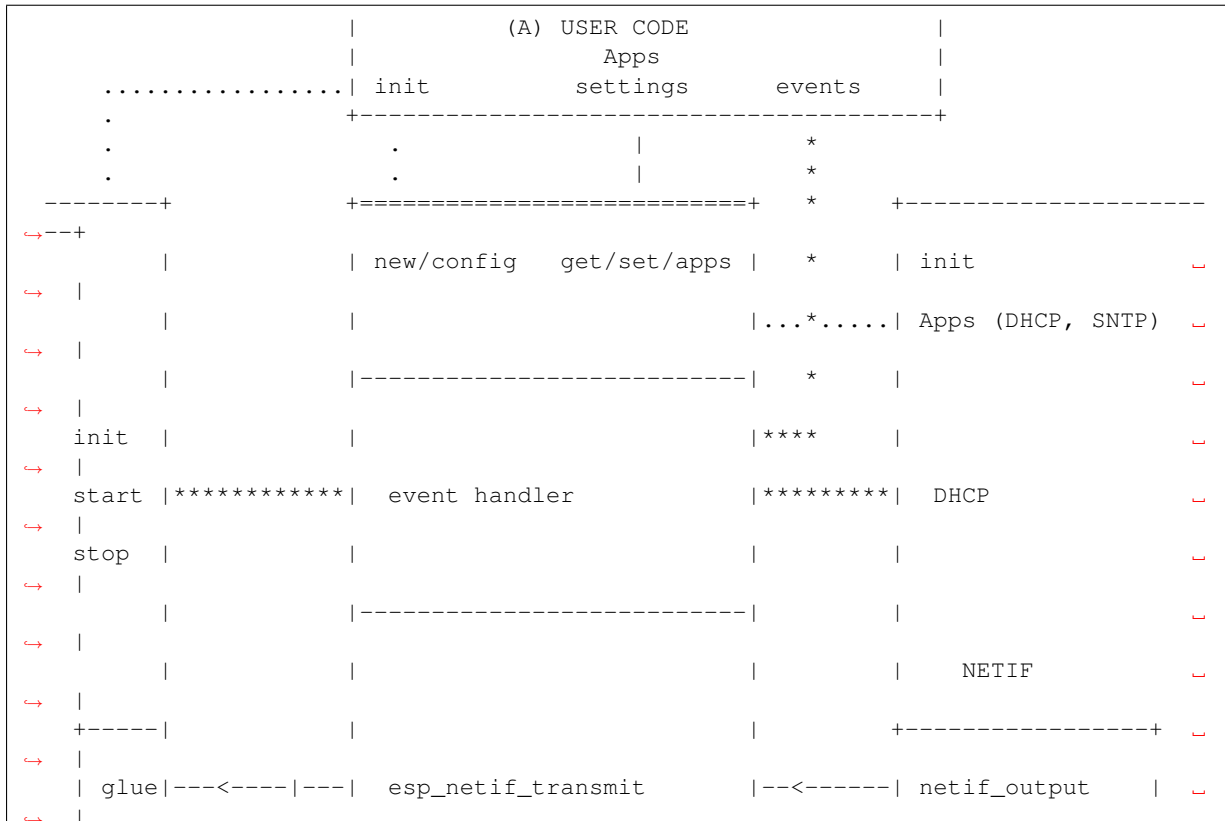 |          (A) USER CODE                 |
                        |                 Apps                   |
       .................| init          settings      events     |
       .                +----------------------------------------+
       .                   .                |           *
       .                   .                |           *
   --------+            +===========================+   *     +---------------------
↪--+
           |            | new/config   get/set/apps |   *     | init                ␣
↪  |
           |            |                           |...*.....| Apps (DHCP, SNTP)   ␣
↪  |
           |            |---------------------------|   *     |                     ␣
↪  |
     init  |            |                           |****     |                     ␣
↪  |
     start |************|  event handler            |*********|  DHCP               ␣
↪  |
     stop  |            |                           |         |                     ␣
↪  |
           |            |---------------------------|         |                     ␣
↪  |
           |            |                           |         |    NETIF            ␣
↪  |
     +-----|            |                           |         +-----------------+   ␣
↪  |
     | glue|---<----|---|  esp_netif_transmit       |--<------| netif_output    |   ␣
↪  |